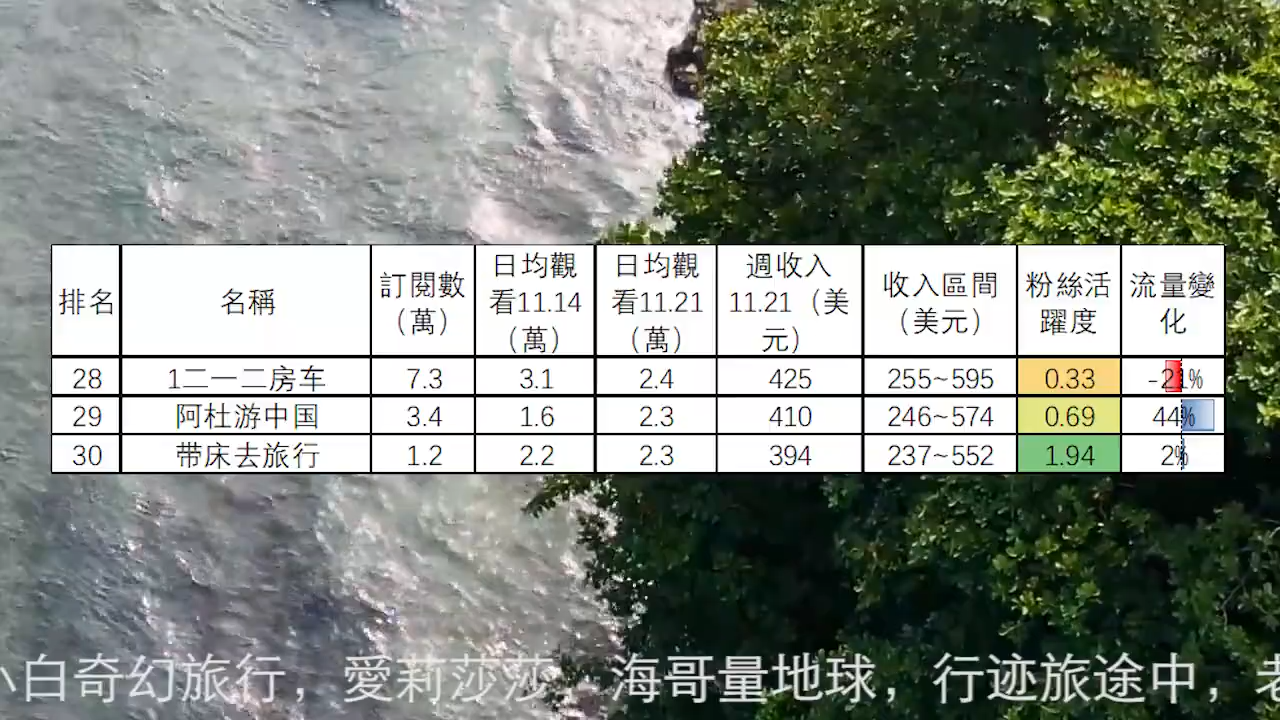 排名 名稱 訂閱數（萬） 日均觀看11.14（萬） 日均觀看11.21（萬） 週收入11.21（美元） 收入區間（美元） 粉絲活躍度 流量變化
28 1二一二房车 7.3 3.1 2.4 425 255~595 0.33 -21%
29 阿杜游中国 3.4 1.6 2.3 410 246~574 0.69 44%
30 带床去旅行 1.2 2.2 2.3 394 237~552 1.94 2%
小白奇幻旅行，愛莉莎莎，海哥量地球，行迹旅途中，老